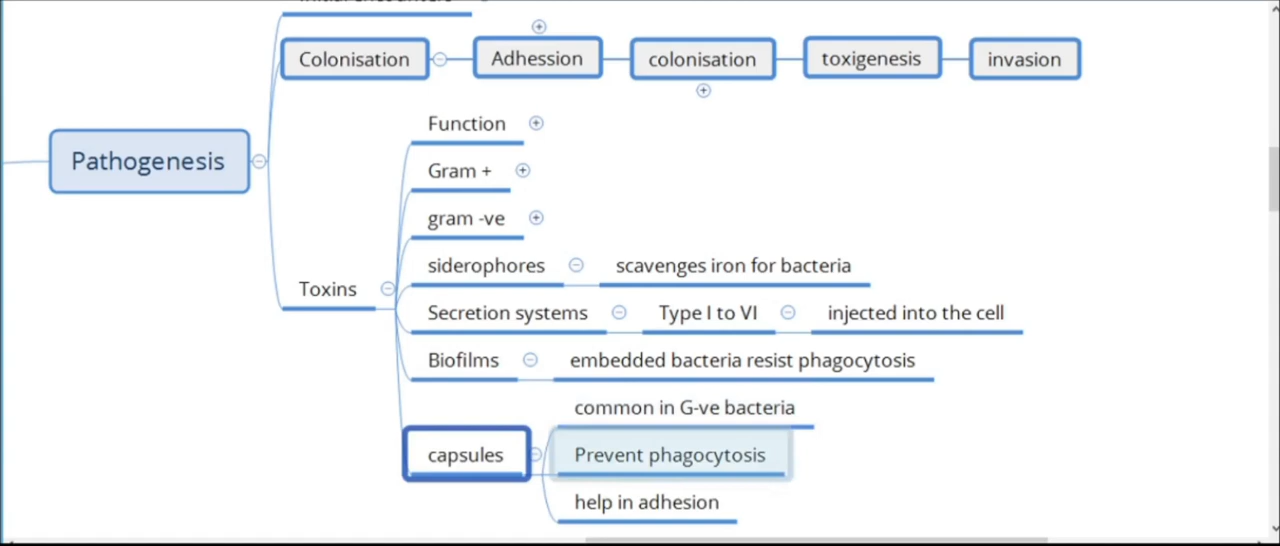 Colonisation
Adhession
colonisation
toxigenesis
invasion
Pathogenesis
Function
Gram +
gram -ve
siderophores
scavenges iron for bacteria
Toxins
Secretion systems
Type I to VI
injected into the cell
Biofilms
embedded bacteria resist phagocytosis
common in G-ve bacteria
capsules
Prevent phagocytosis
help in adhesion